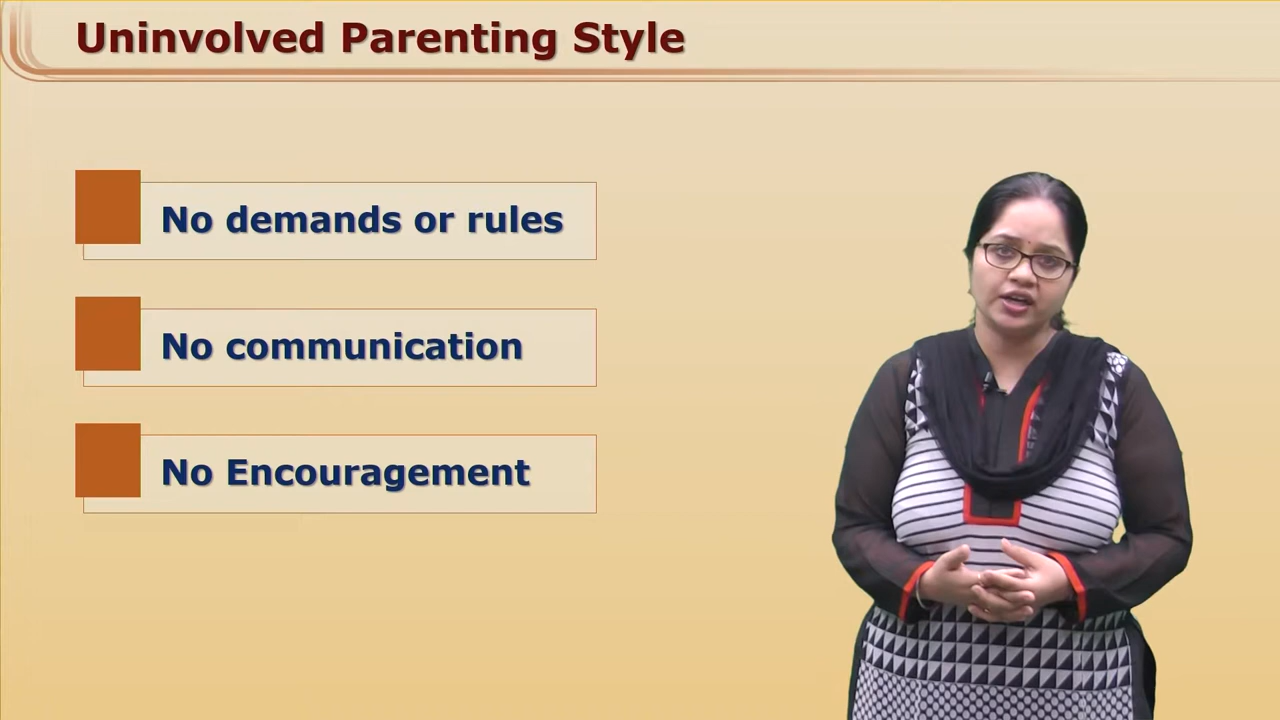 Uninvolved Parenting Style
No demands or rules
No communication
No Encouragement